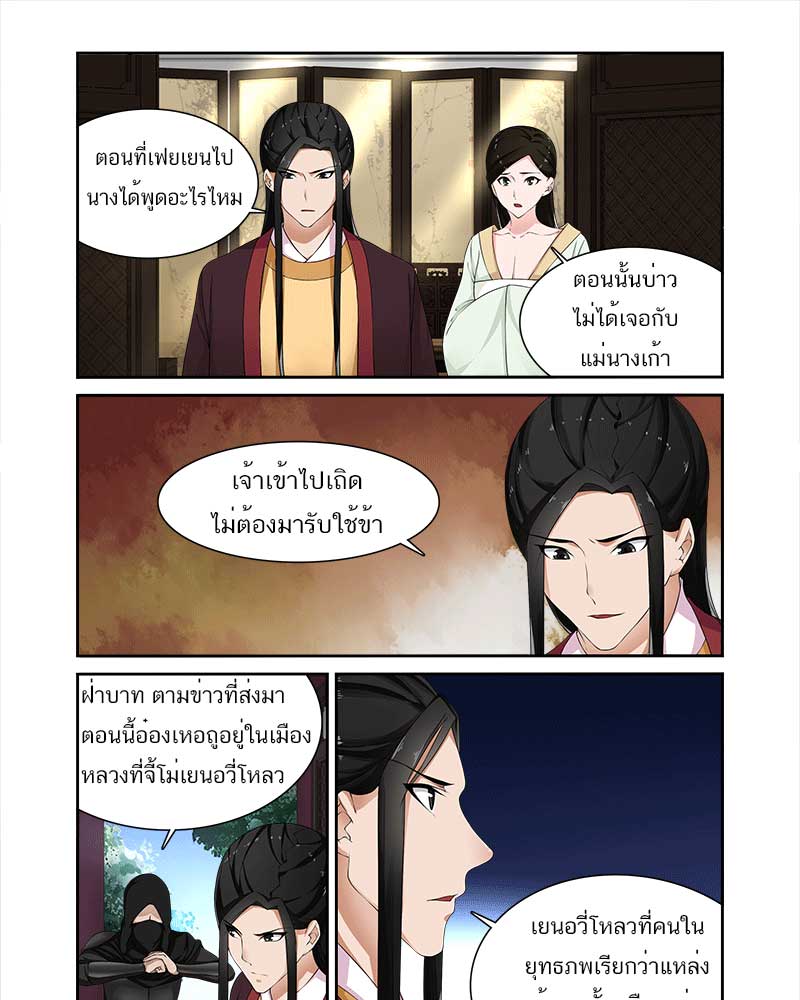 ตอนที่เฟยเยนไป
นางได้พูดอะไรไหม
ตอนนั้นบ่าว
ไม่ได้เจอกับ
แม่นางเก้า
เจ้าเข้าไปเถิด
ไม่ต้องมารับใช้ข้า
ฝ่าบาท ตามข่าวที่ส่งมา
ตอนนี้อ๋องเหอถูอยู่ในเมือง
หลวงที่จี้โม่เยนอวี่โหลว
เยนอวี่โหลวที่คนใน
ยุทธภพเรียกว่าแหล่ง